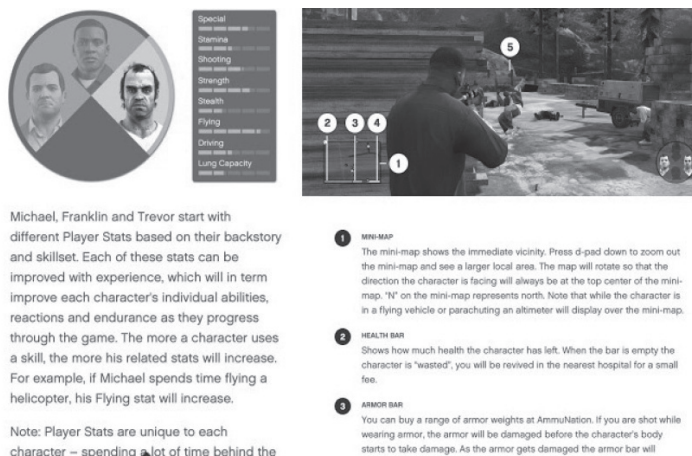 Special
Stamina
Shooting
Strength
Stealth
Flying
Driving
Lung Capacity
Michael, Franklin and Trevor start with
different Player Stats based on their backstory
and skillset. Each of these stats can be
improved with experience, which will in term
improve each character's individual abilities,
reactions and endurance as they progress
through the game. The more a character uses
a skill, the more his related stats will increase.
For example, if Michael spends time flying a
helicopter, his Flying stat will increase.
Note: Player Stats are unique to each
character – spending a lot of time behind the
5
2 3 4
1
1 MINI-MAP
The mini-map shows the immediate vicinity. Press d-pad down to zoom out
the mini-map and see a larger local area. The map will rotate so that the
direction the character is facing will always be at the top center of the mini-
map. "N" on the mini-map represents north. Note that while the character is
in a flying vehicle or parachuting an altimeter will display over the mini-map.
2 HEALTH BAR
Shows how much health the character has left. When the bar is empty the
character is "wasted", you will be revived in the nearest hospital for a small
fee.
3 ARMOR BAR
You can buy a range of armor weights at AmmuNation. If you are shot while
wearing armor, the armor will be damaged before the character's body
starts to take damage. As the armor gets damaged the armor bar will